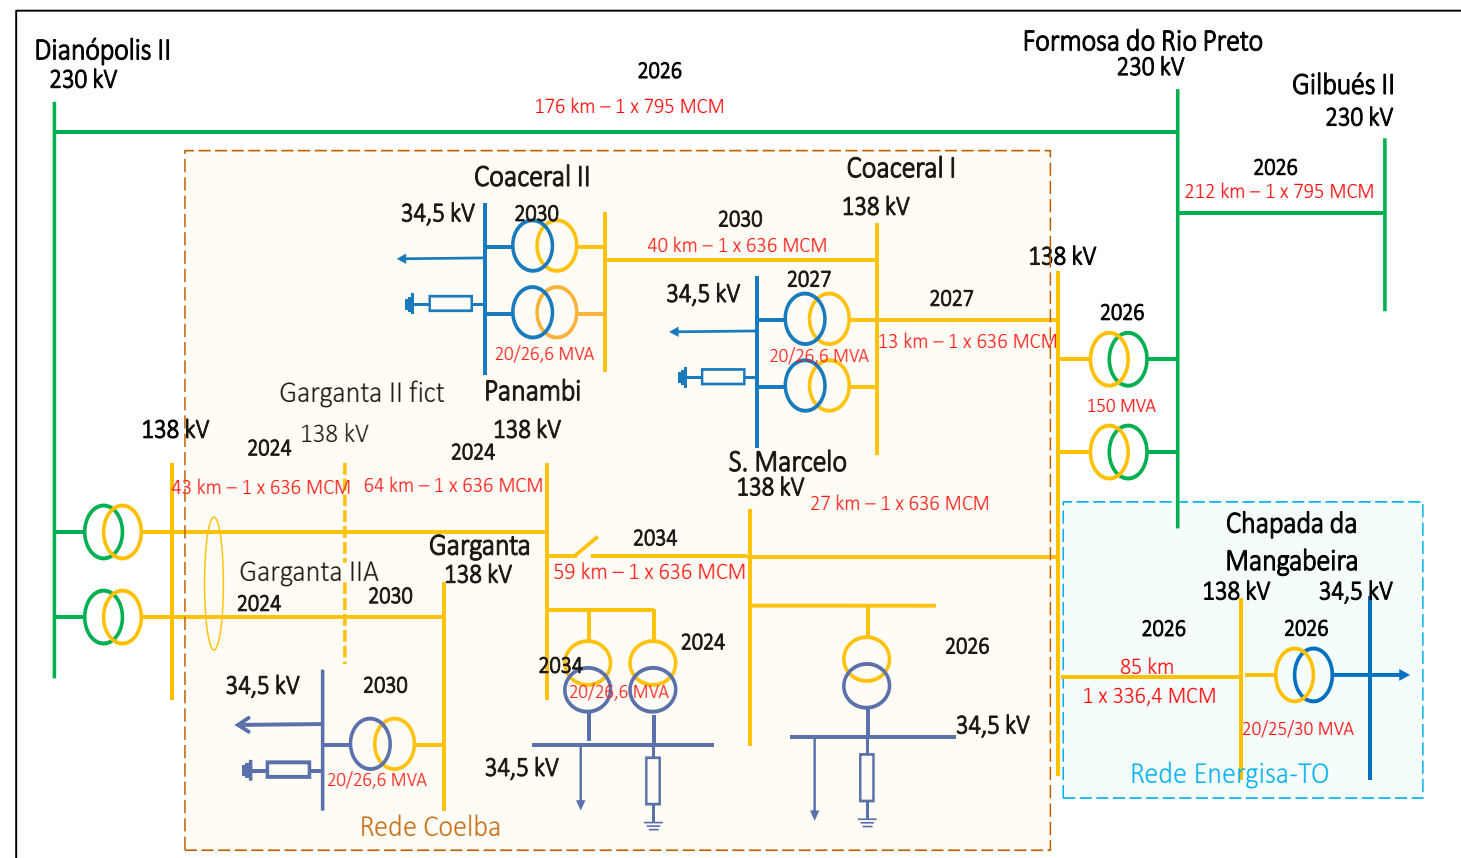 Dianópolis II
230 kV
2026
176 km – 1 x 795 MCM
Formosa do Rio Preto
230 kV
Gilbués II
230 kV
2026
212 km – 1 x 795 MCM
Coaceral II
34,5 kV
2030
20/26,6 MVA
2030
40 km – 1 x 636 MCM
Coaceral I
138 kV
34,5 kV
2027
20/26,6 MVA
2027
13 km – 1 x 636 MCM
138 kV
2026
150 MVA
138 kV
Garganta II fict
138 kV
2024
43 km – 1 x 636 MCM
Panambi
138 kV
2024
64 km – 1 x 636 MCM
S. Marcelo
138 kV
27 km – 1 x 636 MCM
Garganta
138 kV
2034
59 km – 1 x 636 MCM
Garganta IIA
2024
2030
34,5 kV
2030
20/26,6 MVA
2034
2024
20/26,6 MVA
34,5 kV
2026
34,5 kV
Rede Coelba
Chapada da
Mangabeira
138 kV
34,5 kV
2026
85 km
1 x 336,4 MCM
2026
20/25/30 MVA
Rede Energisa-TO